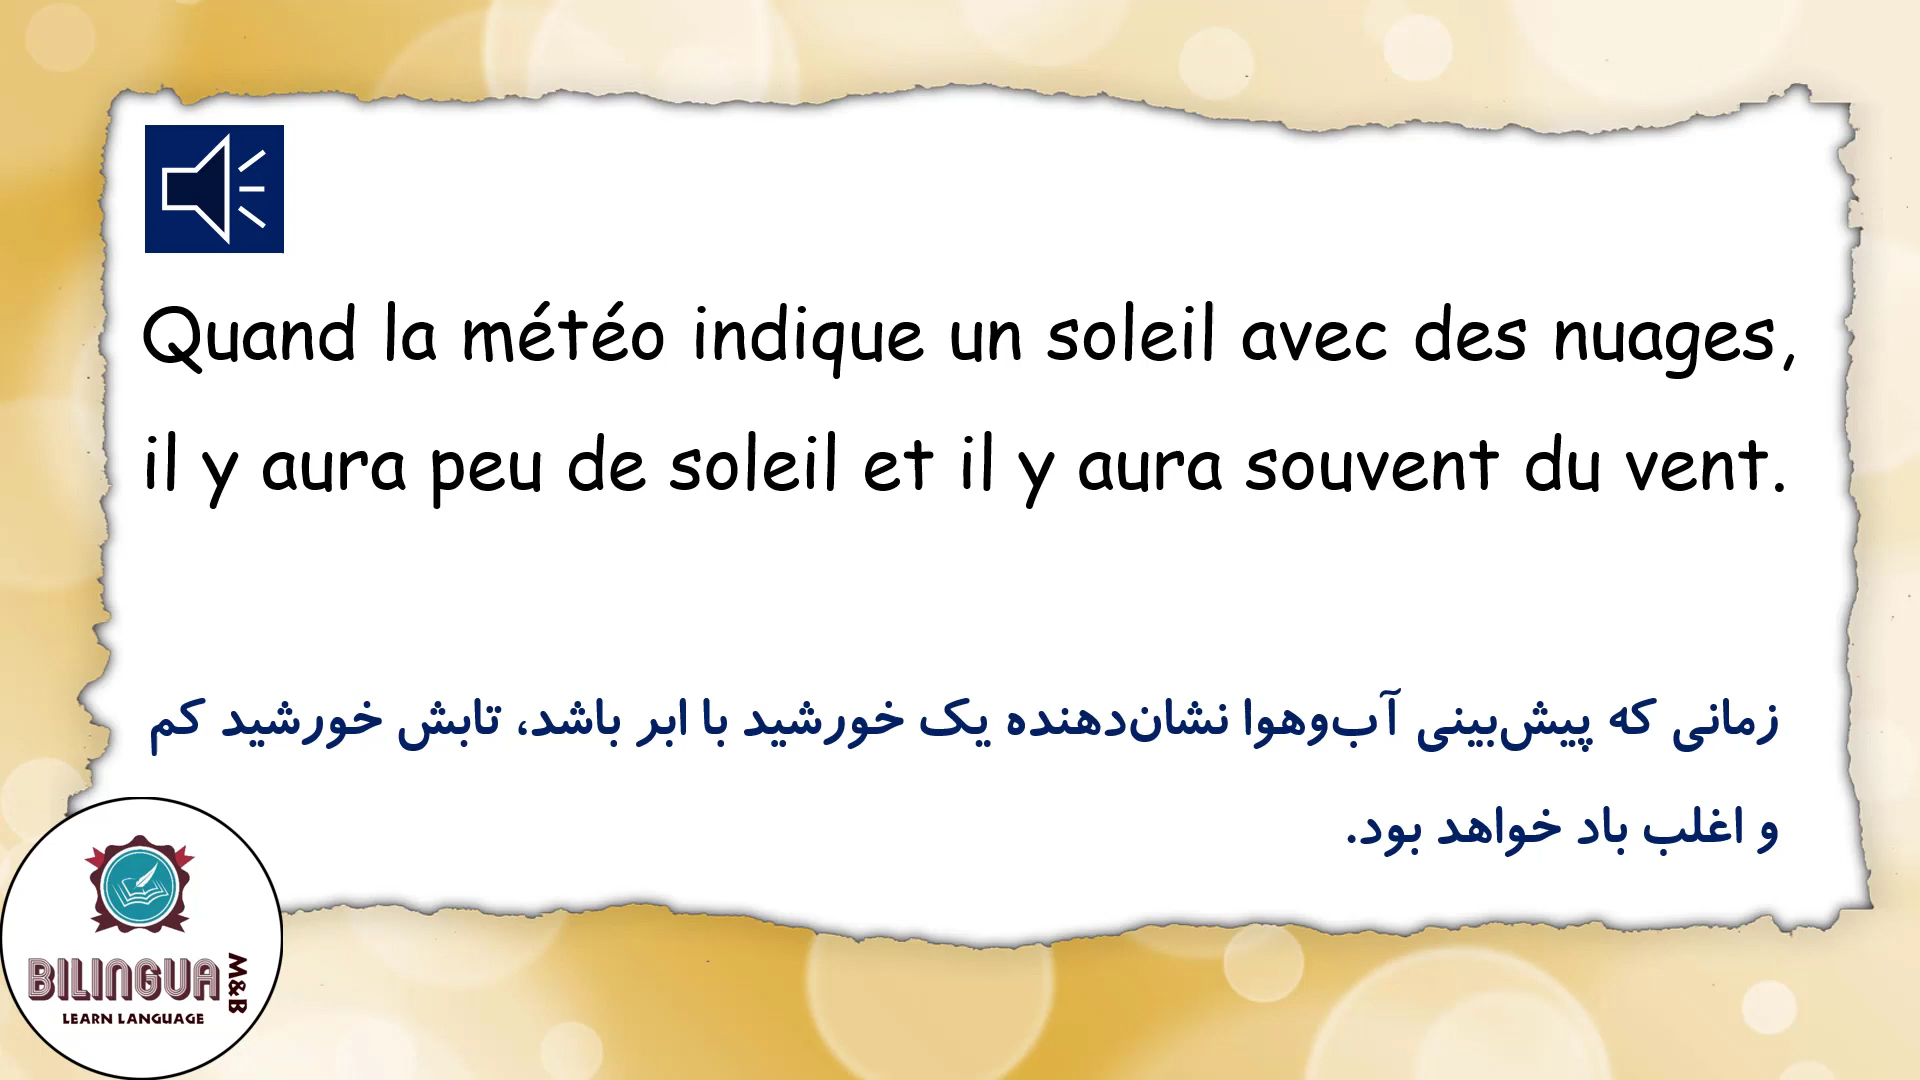 Quand la météo indique un soleil avec des nuages,
il y aura peu de soleil et il y aura souvent du vent.
زمانی که پیش‌بینی آب‌وهوا نشان‌دهنده یک خورشید با ابر باشد، تابش خورشید کم
و اغلب باد خواهد بود.
BILINGUA
M&B
LEARN LANGUAGE